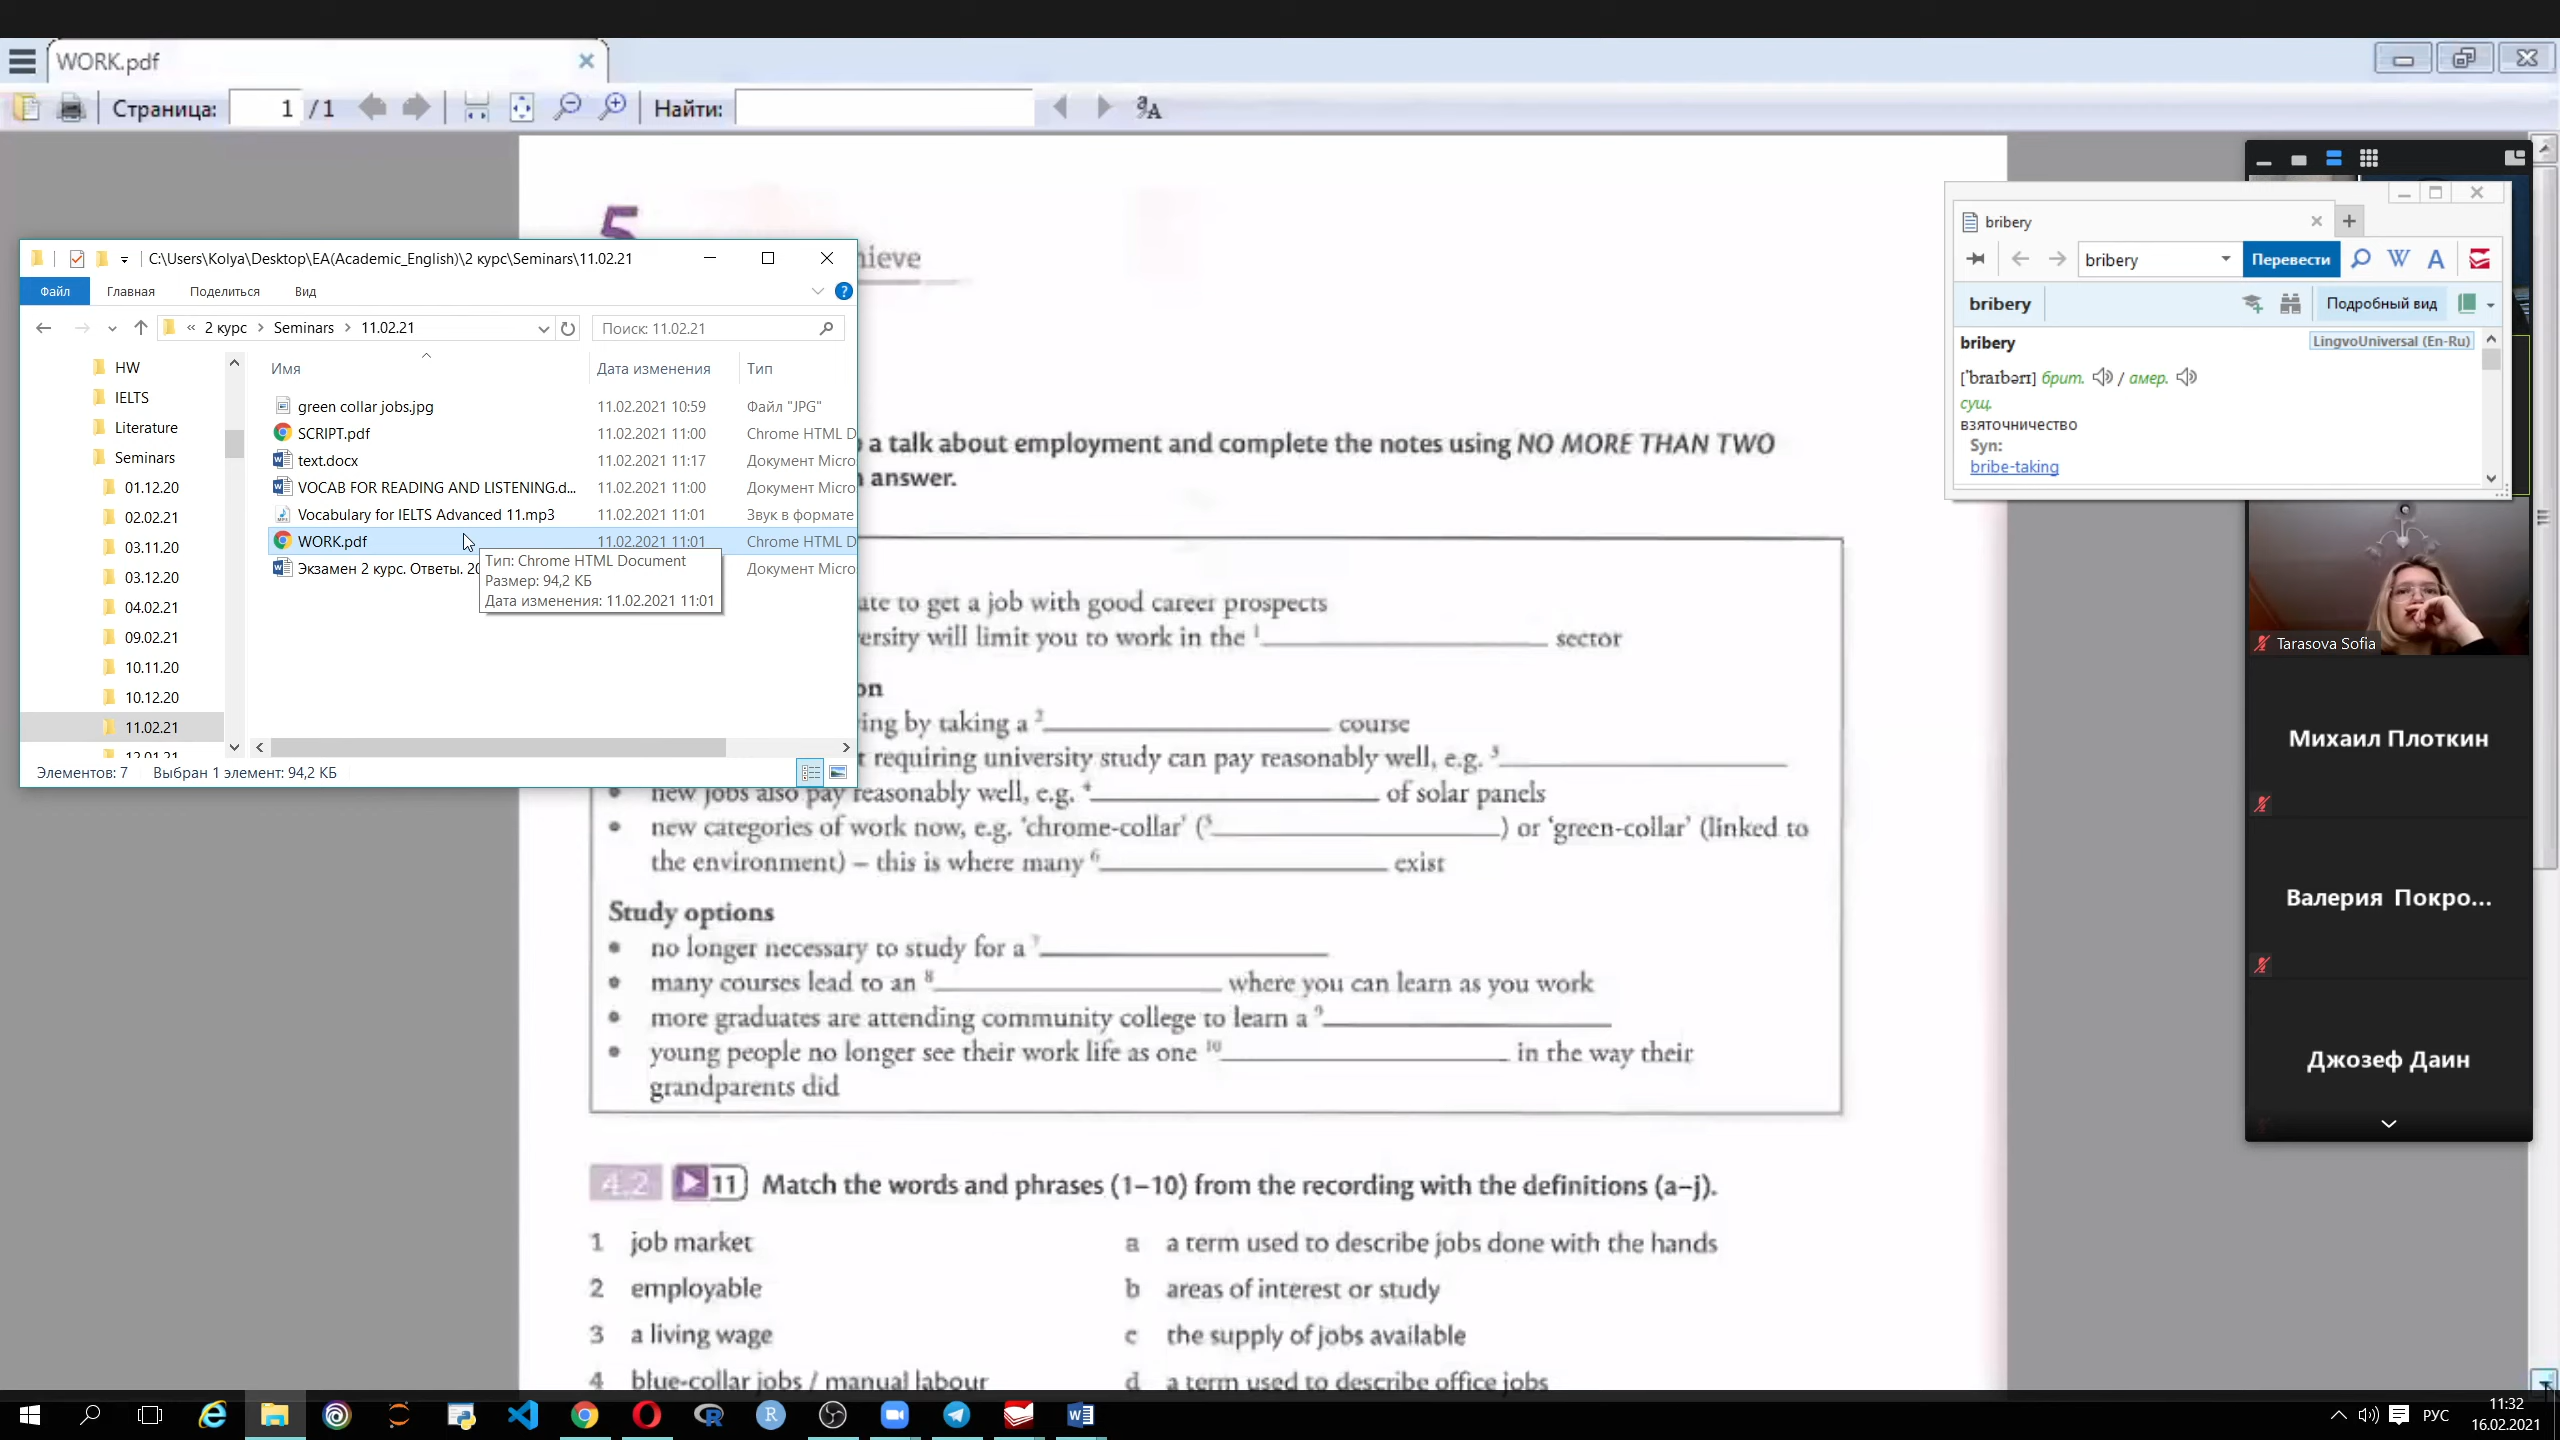 WORK.pdf
Страница: 1 / 1 Найти:
5
hieve
a talk about employment and complete the notes using NO MORE THAN TWO
answer.
ate to get a job with good career prospects
ersity will limit you to work in the 1 sector
on
ing by taking a 2 course
t requiring university study can pay reasonably well, e.g. 3
new jobs also pay reasonably well, e.g. 4 of solar panels
new categories of work now, e.g. 'chrome-collar' (5 ) or 'green-collar' (linked to
the environment) – this is where many 6 exist
Study options
no longer necessary to study for a 7
many courses lead to an 8 where you can learn as you work
more graduates are attending community college to learn a 9
young people no longer see their work life as one 10 in the way their
grandparents did
4.2 11 Match the words and phrases (1–10) from the recording with the definitions (a–j).
1 job market a a term used to describe jobs done with the hands
2 employable b areas of interest or study
3 a living wage c the supply of jobs available
4 blue-collar jobs / manual labour d a term used to describe office jobs
C:\Users\Kolya\Desktop\EA(Academic_English)\2 курс\Seminars\11.02.21
Файл Главная Поделиться Вид
« 2 курс > Seminars > 11.02.21 Поиск: 11.02.21
Имя Дата изменения Тип
HW
IELTS
Literature
Seminars
01.12.20
02.02.21
03.11.20
03.12.20
04.02.21
09.02.21
10.11.20
10.12.20
11.02.21
12.01.21
green collar jobs.jpg 11.02.2021 10:59 Файл "JPG"
SCRIPT.pdf 11.02.2021 11:00 Chrome HTML D
text.docx 11.02.2021 11:17 Документ Micro
VOCAB FOR READING AND LISTENING.d... 11.02.2021 11:00 Документ Micro
Vocabulary for IELTS Advanced 11.mp3 11.02.2021 11:01 Звук в формате
WORK.pdf 11.02.2021 11:01 Chrome HTML D
Экзамен 2 курс. Ответы. 20 Документ Micro
Тип: Chrome HTML Document
Размер: 94,2 КБ
Дата изменения: 11.02.2021 11:01
Элементов: 7 Выбран 1 элемент: 94,2 КБ
bribery
bribery Перевести
bribery Подробный вид
bribery LingvoUniversal (En-Ru)
['braɪbərɪ] брит. / амер.
сущ.
взяточничество
Syn:
bribe-taking
Tarasova Sofia
Михаил Плоткин
Валерия Покро...
Джозеф Даин
РУС
11:32
16.02.2021